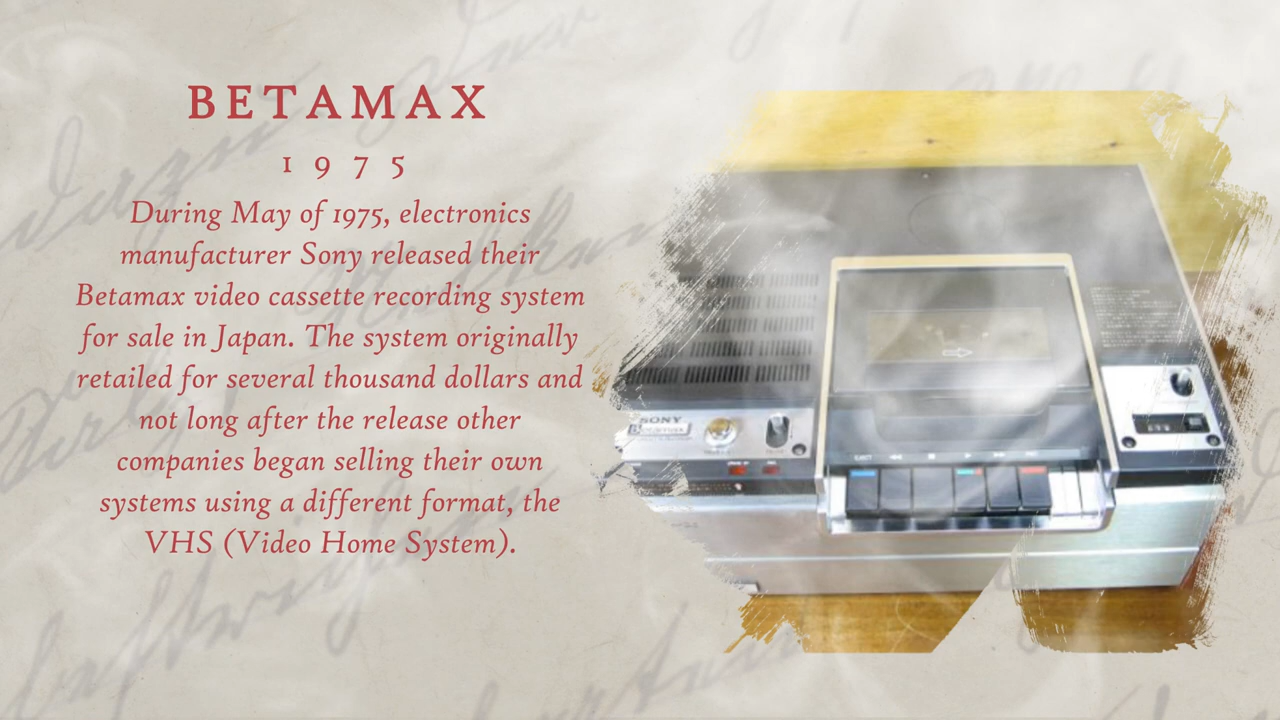 BETAMAX
1975
During May of 1975, electronics
manufacturer Sony released their
Betamax video cassette recording system
for sale in Japan. The system originally
retailed for several thousand dollars and
not long after the release other
companies began selling their own
systems using a different format, the
VHS (Video Home System).
SONY
Betamax
EJECT